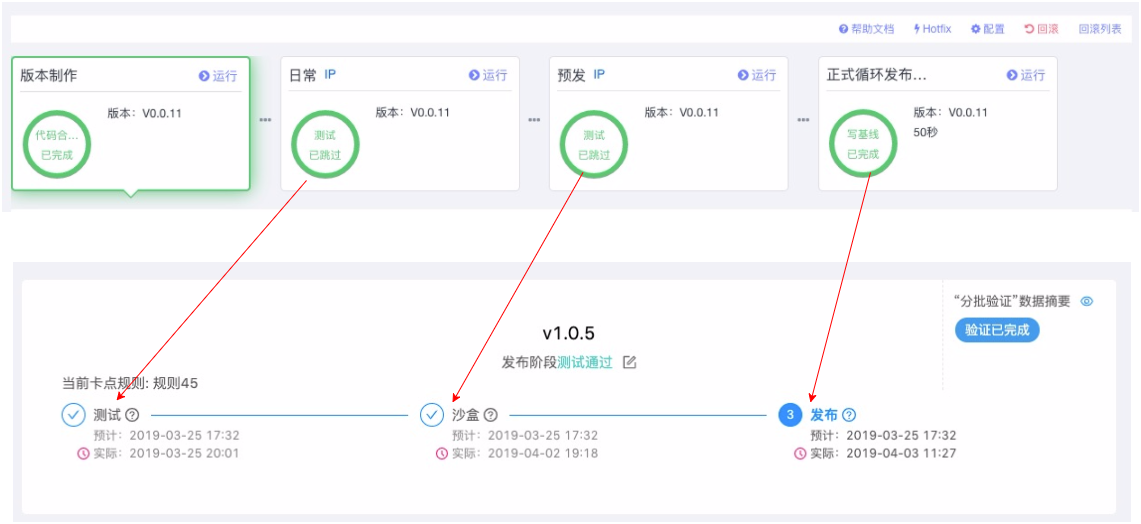 帮助文档 Hotfix 配置 回滚 回滚列表
版本制作 运行
版本：V0.0.11
代码合...
已完成
日常 IP 运行
版本：V0.0.11
测试
已跳过
预发 IP 运行
版本：V0.0.11
测试
已跳过
正式循环发布... 运行
版本：V0.0.11
50秒
写基线
已完成
“分批验证”数据摘要
验证已完成
v1.0.5
发布阶段测试通过
当前卡点规则: 规则45
测试
预计：2019-03-25 17:32
实际：2019-03-25 20:01
沙盒
预计：2019-03-25 17:32
实际：2019-04-02 19:18
3 发布
预计：2019-03-25 17:32
实际：2019-04-03 11:27